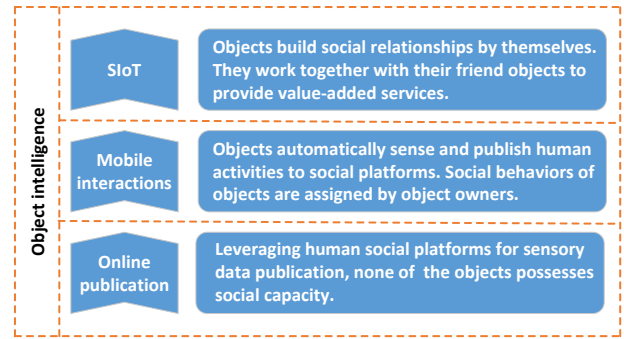 Object intelligence
SIoT
Objects build social relationships by themselves.
They work together with their friend objects to
provide value-added services.
Mobile
interactions
Objects automatically sense and publish human
activities to social platforms. Social behaviors of
objects are assigned by object owners.
Online
publication
Leveraging human social platforms for sensory
data publication, none of the objects possesses
social capacity.